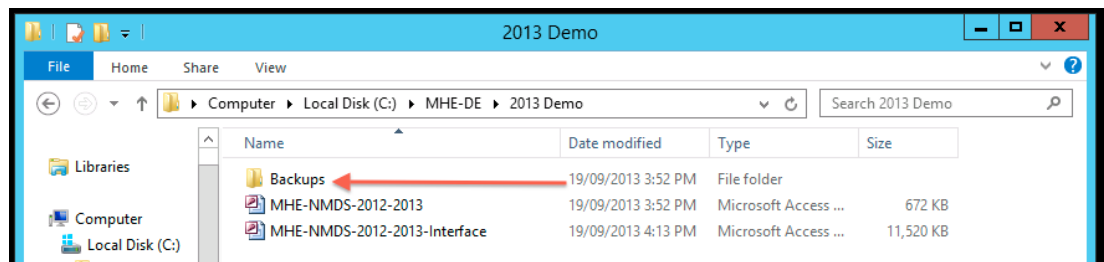 2013 Demo
File Home Share View
Computer Local Disk (C:) MHE-DE 2013 Demo Search 2013 Demo
Name Date modified Type Size
Libraries
Backups 19/09/2013 3:52 PM File folder
MHE-NMDS-2012-2013 19/09/2013 3:52 PM Microsoft Access ... 672 KB
Computer
MHE-NMDS-2012-2013-Interface 19/09/2013 4:13 PM Microsoft Access ... 11,520 KB
Local Disk (C:)